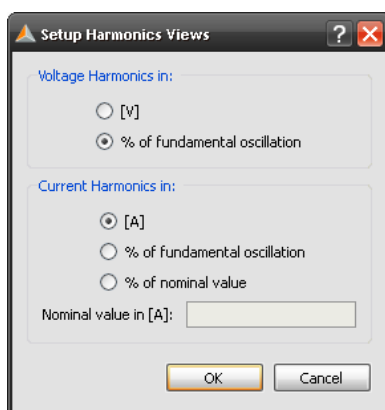 Setup Harmonics Views
?
Voltage Harmonics in:
[V]
% of fundamental oscillation
Current Harmonics in:
[A]
% of fundamental oscillation
% of nominal value
Nominal value in [A]:
OK Cancel